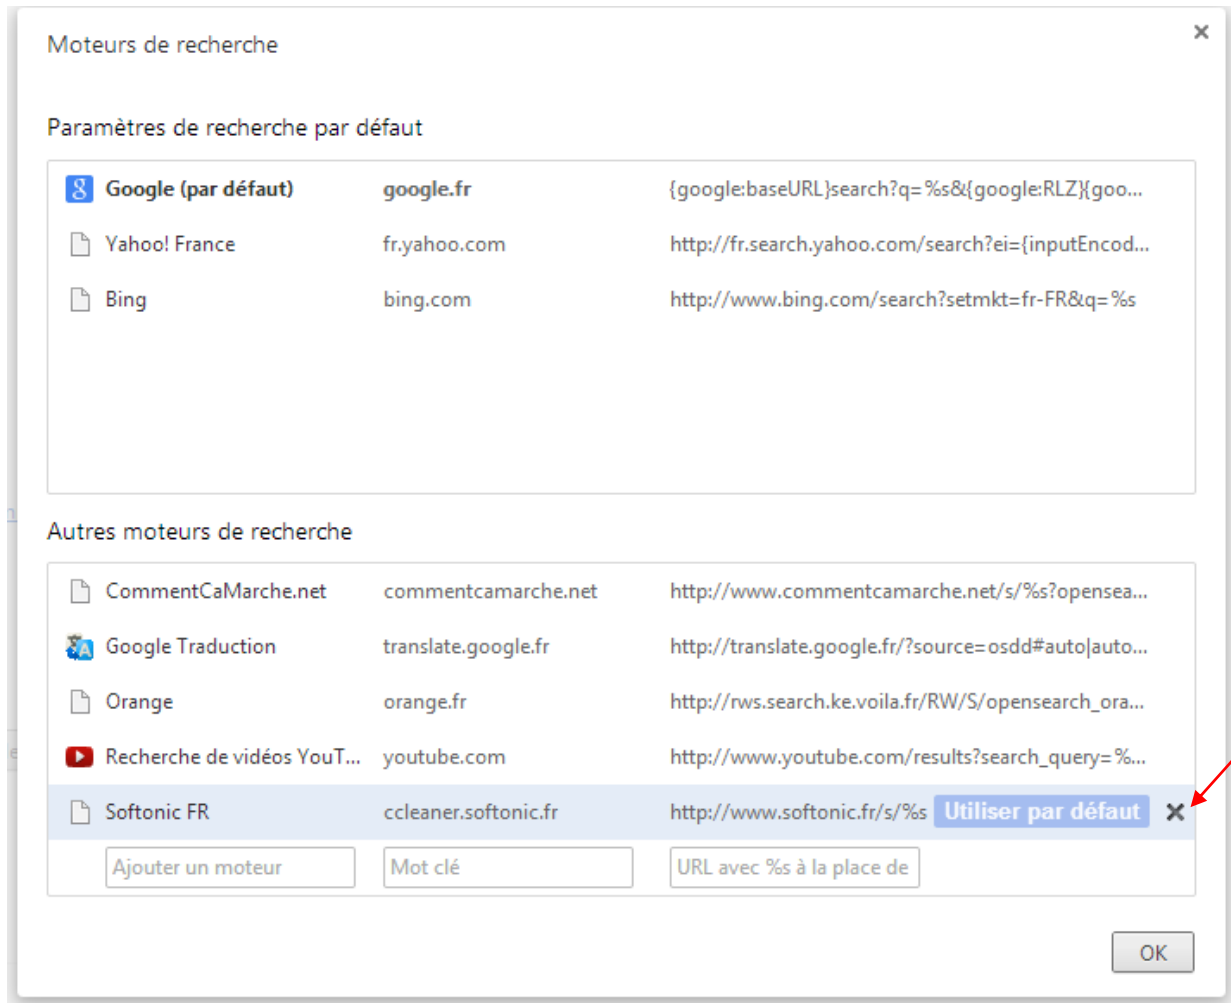 Moteurs de recherche
Paramètres de recherche par défaut
Google (par défaut) google.fr {google:baseURL}search?q=%s&{google:RLZ}{goo...
Yahoo! France fr.yahoo.com http://fr.search.yahoo.com/search?ei={inputEncod...
Bing bing.com http://www.bing.com/search?setmkt=fr-FR&q=%s
Autres moteurs de recherche
CommentCaMarche.net commentcamarche.net http://www.commentcamarche.net/s/%s?opensea...
Google Traduction translate.google.fr http://translate.google.fr/?source=osdd#auto|auto...
Orange orange.fr http://rws.search.ke.voila.fr/RW/S/opensearch_ora...
Recherche de vidéos YouT... youtube.com http://www.youtube.com/results?search_query=%...
Softonic FR ccleaner.softonic.fr http://www.softonic.fr/s/%s Utiliser par défaut
Ajouter un moteur Mot clé URL avec %s à la place de
OK